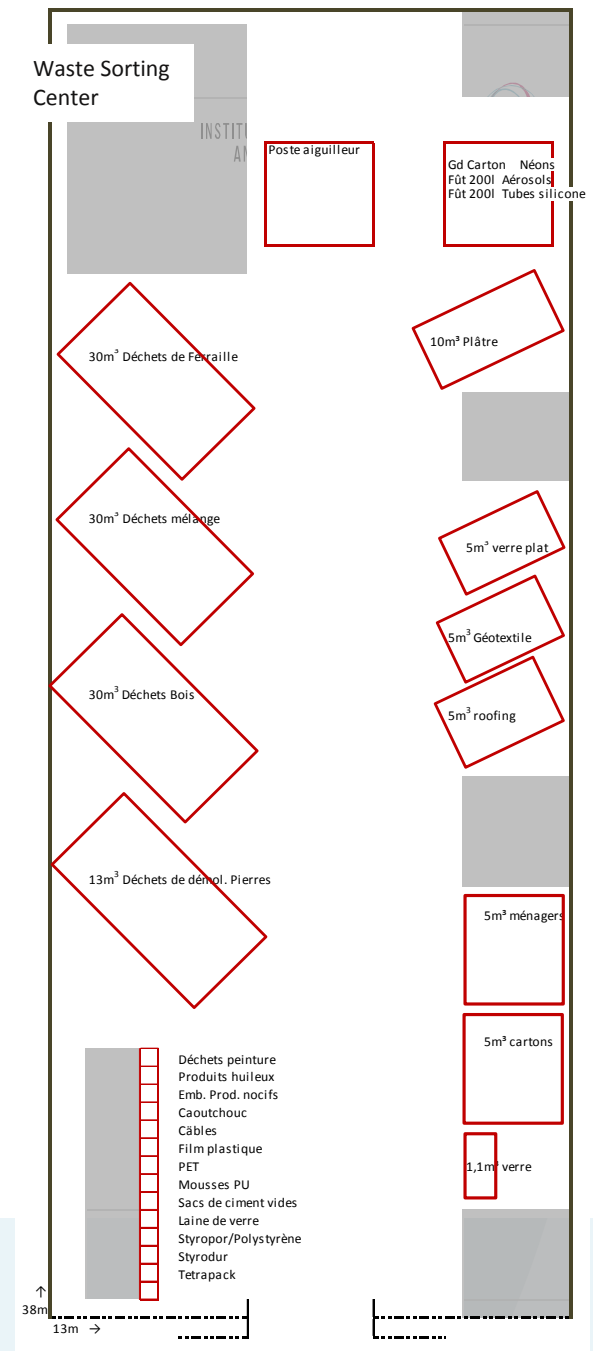 Waste Sorting
Center
INSTIT
AN
Poste aiguilleur
Gd Carton Néons
Fût 200l Aérosols
Fût 200l Tubes silicone
30m³ Déchets de Ferraille
10m³ Plâtre
30m³ Déchets mélange
5m³ verre plat
5m³ Géotextile
30m³ Déchets Bois
5m³ roofing
13m³ Déchets de démol. Pierres
5m³ ménagers
5m³ cartons
1,1m³ verre
Déchets peinture
Produits huileux
Emb. Prod. nocifs
Caoutchouc
Câbles
Film plastique
PET
Mousses PU
Sacs de ciment vides
Laine de verre
Styropor/Polystyrène
Styrodur
Tetrapack
↑
38m
13m →